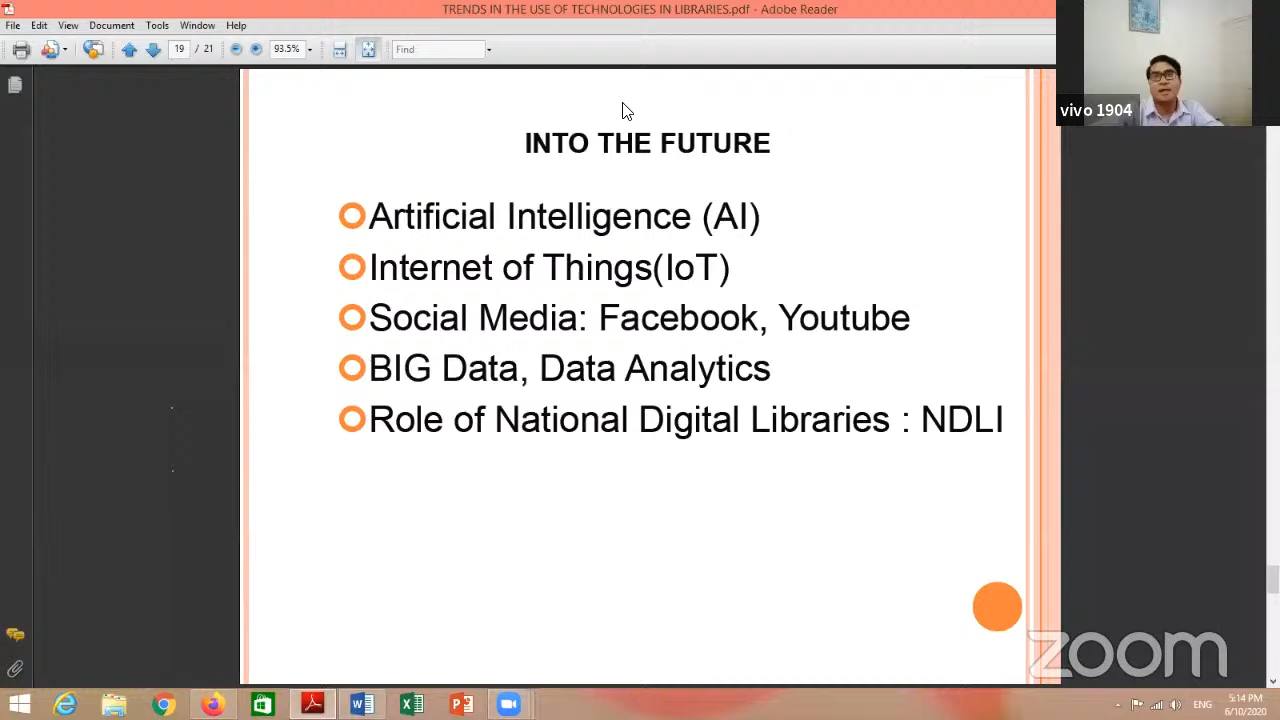 TRENDS IN THE USE OF TECHNOLOGIES IN LIBRARIES.pdf - Adobe Reader
File Edit View Document Tools Window Help
19 / 21 93.5% Find
vivo 1904
INTO THE FUTURE
Artificial Intelligence (AI)
Internet of Things(IoT)
Social Media: Facebook, Youtube
BIG Data, Data Analytics
Role of National Digital Libraries : NDLI
zoom
5:14 PM
ENG
6/10/2020